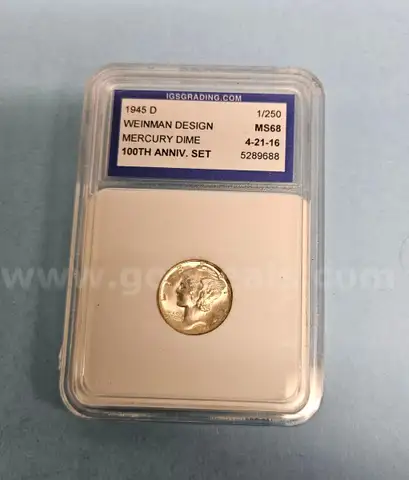 IGSGRADING.COM
1945 D 1/250
WEINMAN DESIGN MS68
MERCURY DIME 4-21-16
100TH ANNIV. SET 5289688